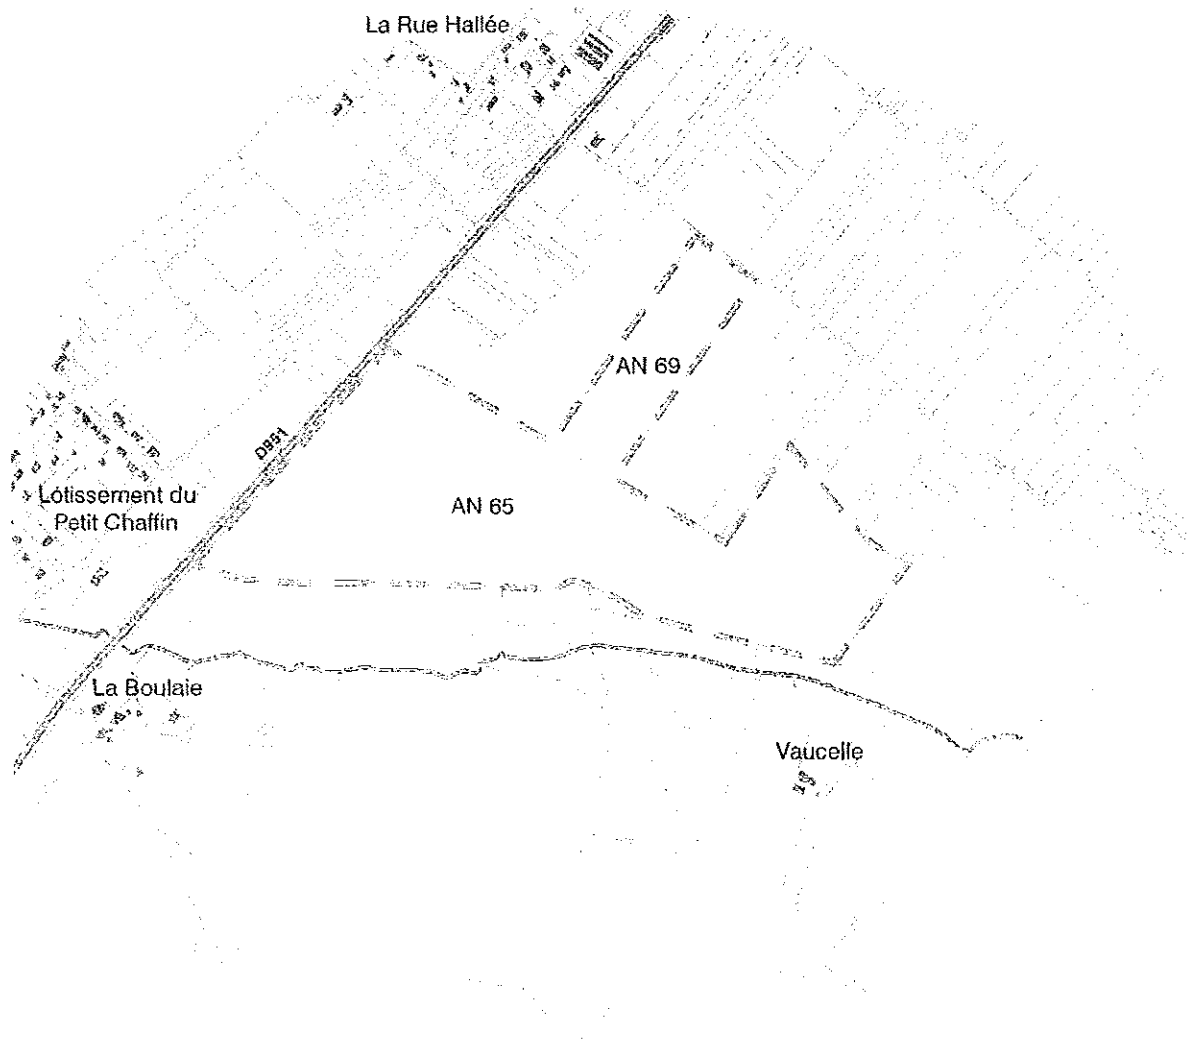 La Rue Hallée
AN 69
D951
Lotissement du
Petit Chaffin
AN 65
La Boulaie
Vaucelle